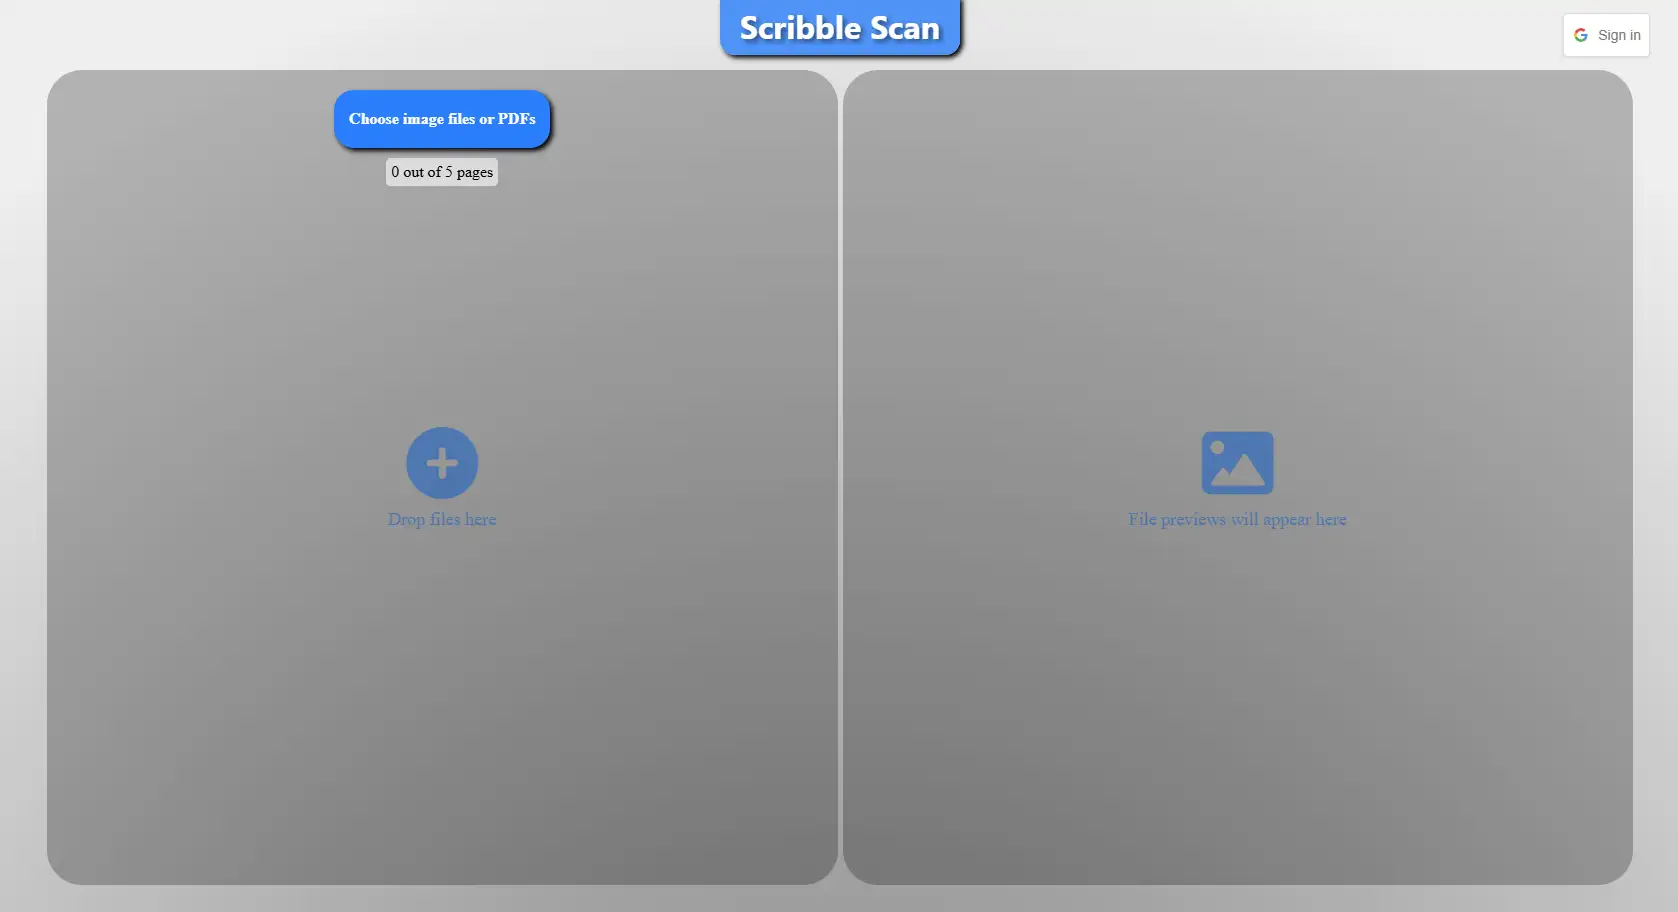 Scribble Scan
Sign in
Choose image files or PDFs
0 out of 5 pages
Drop files here
File previews will appear here